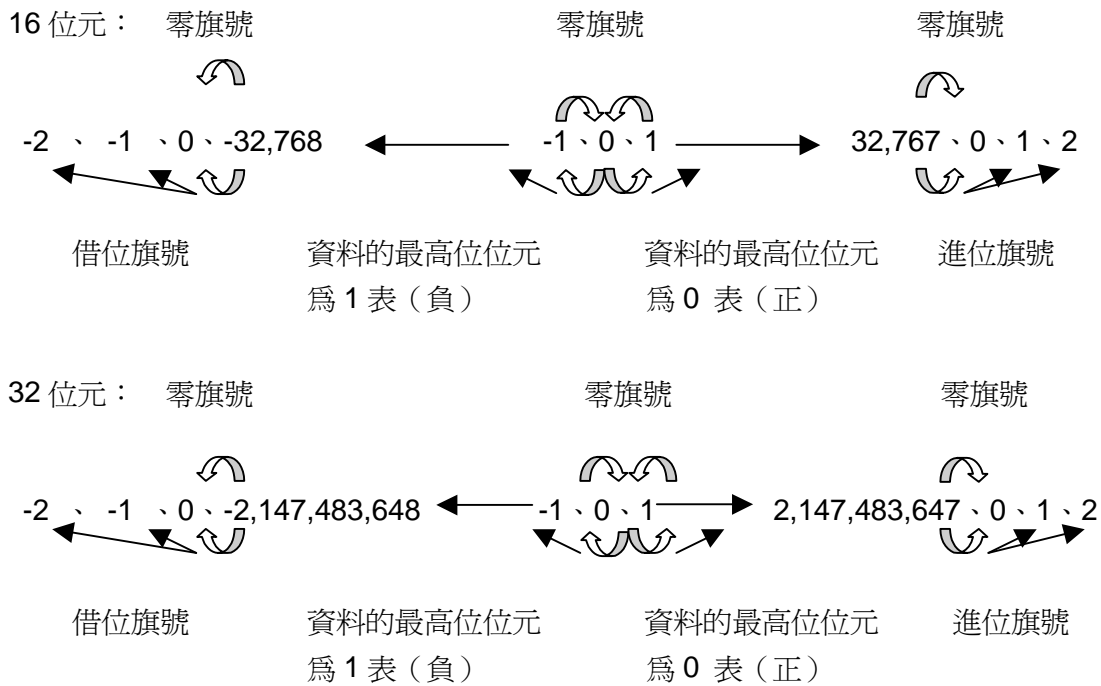 16 位元： 零旗號 零旗號 零旗號
-2 、 -1 、0、-32,768 -1、0、1 32,767、0、1、2
借位旗號 資料的最高位位元 資料的最高位位元 進位旗號
爲 1 表（負） 爲 0 表（正）
32 位元： 零旗號 零旗號 零旗號
-2 、 -1 、0、-2,147,483,648 -1、0、1 2,147,483,647、0、1、2
借位旗號 資料的最高位位元 資料的最高位位元 進位旗號
爲 1 表（負） 爲 0 表（正）